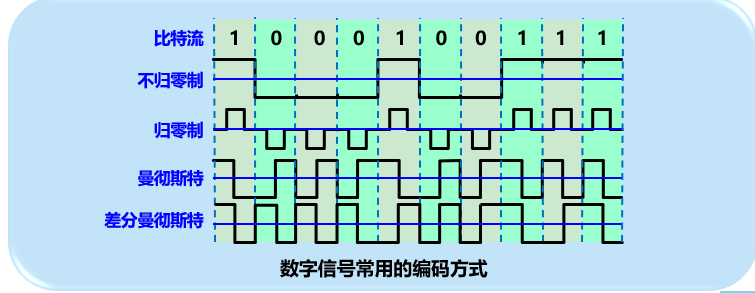 比特流 1 0 0 0 1 0 0 1 1 1
不归零制
归零制
曼彻斯特
差分曼彻斯特
数字信号常用的编码方式